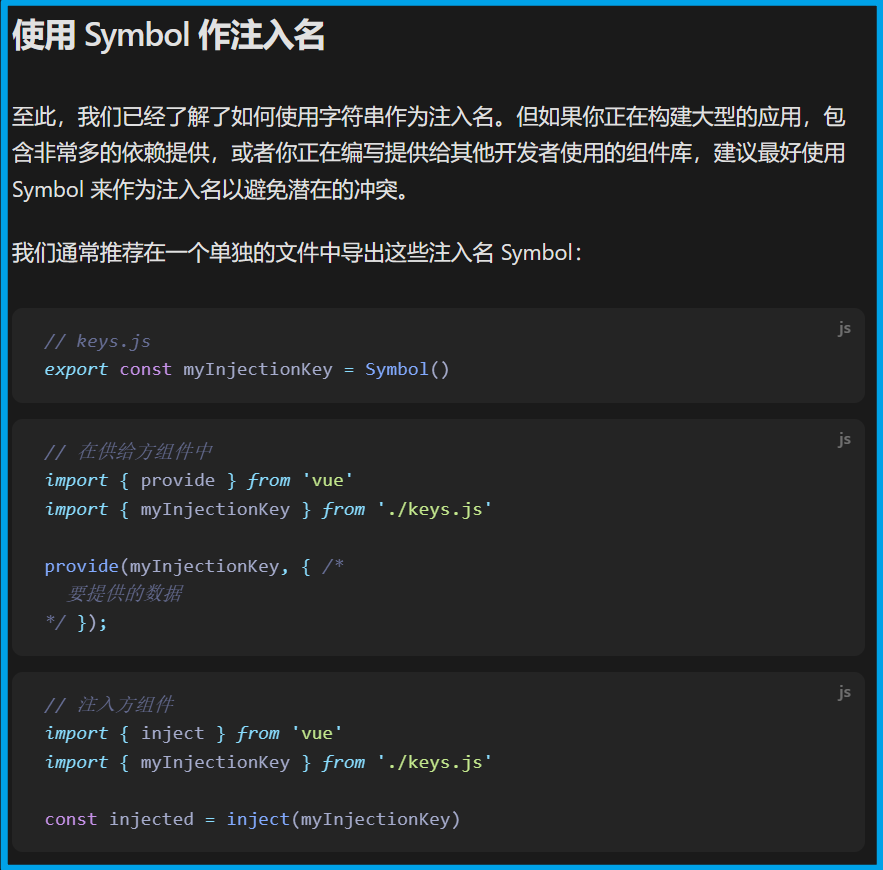 使用 Symbol 作注入名
至此，我们已经了解了如何使用字符串作为注入名。但如果你正在构建大型的应用，包
含非常多的依赖提供，或者你正在编写提供给其他开发者使用的组件库，建议最好使用
Symbol 来作为注入名以避免潜在的冲突。
我们通常推荐在一个单独的文件中导出这些注入名 Symbol：
js
// keys.js
export const myInjectionKey = Symbol()
js
// 在供给方组件中
import { provide } from 'vue'
import { myInjectionKey } from './keys.js'
provide(myInjectionKey, { /*
  要提供的数据
*/ });
js
// 注入方组件
import { inject } from 'vue'
import { myInjectionKey } from './keys.js'
const injected = inject(myInjectionKey)